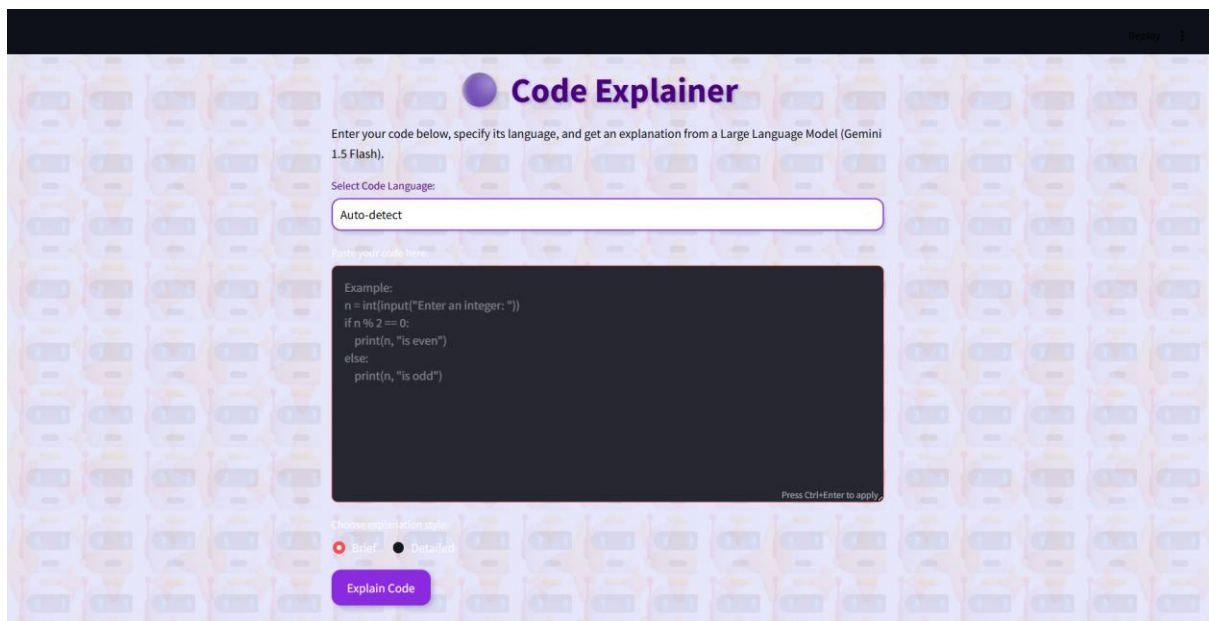 Deploy
Code Explainer
Enter your code below, specify its language, and get an explanation from a Large Language Model (Gemini
1.5 Flash).
Select Code Language:
Auto-detect
Paste your code here:
Example:
n = int(input("Enter an integer: "))
if n % 2 == 0:
    print(n, "is even")
else:
    print(n, "is odd")
Press Ctrl+Enter to apply
Choose explanation style:
Brief Detailed
Explain Code